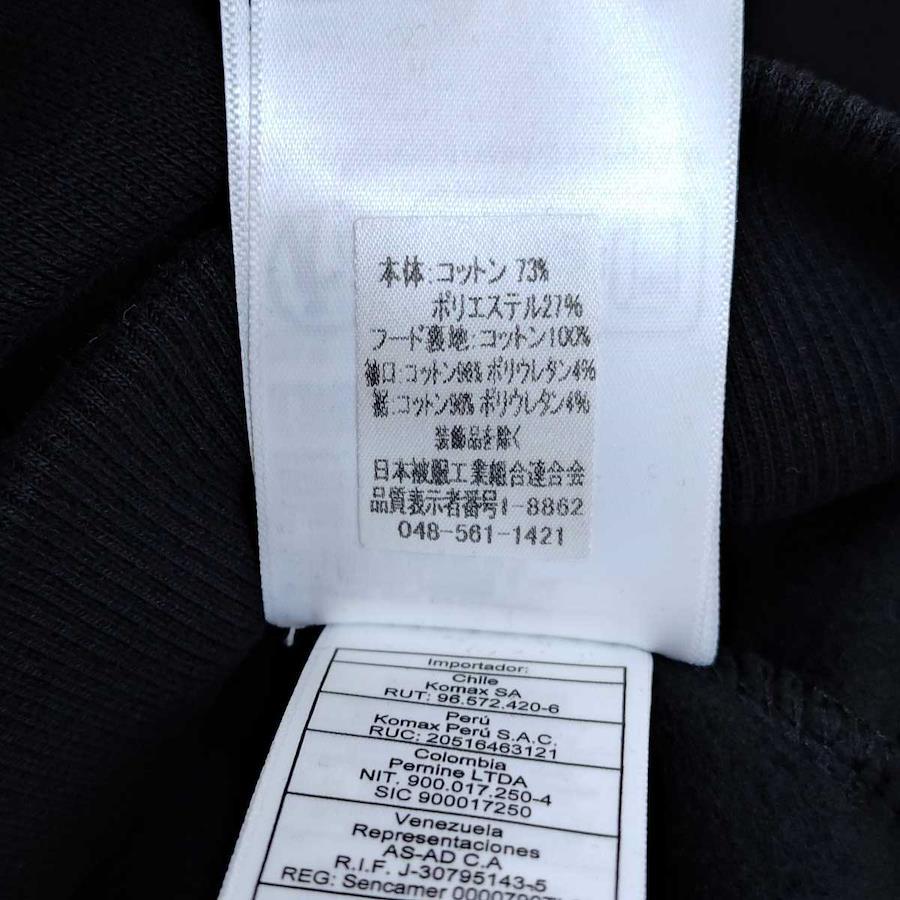 本体:コットン 73%
ポリエステル27%
フード裏地:コットン100%
袖口:コットン96% ポリウレタン4%
裾:コットン96% ポリウレタン4%
装飾品を除く
日本被服工業組合連合会
品質表示者番号1-8862
048-561-1421
Importador:
Chile
Komax SA
RUT: 96.572.420-6
Perú
Komax Perú S.A.C.
RUC: 20516463121
Colombia
Permine LTDA
NIT. 900.017.250-4
SIC 900017250
Venezuela
Representaciones
AS-AD C.A
R.I.F. J-30795143-5
REG: Sencamer